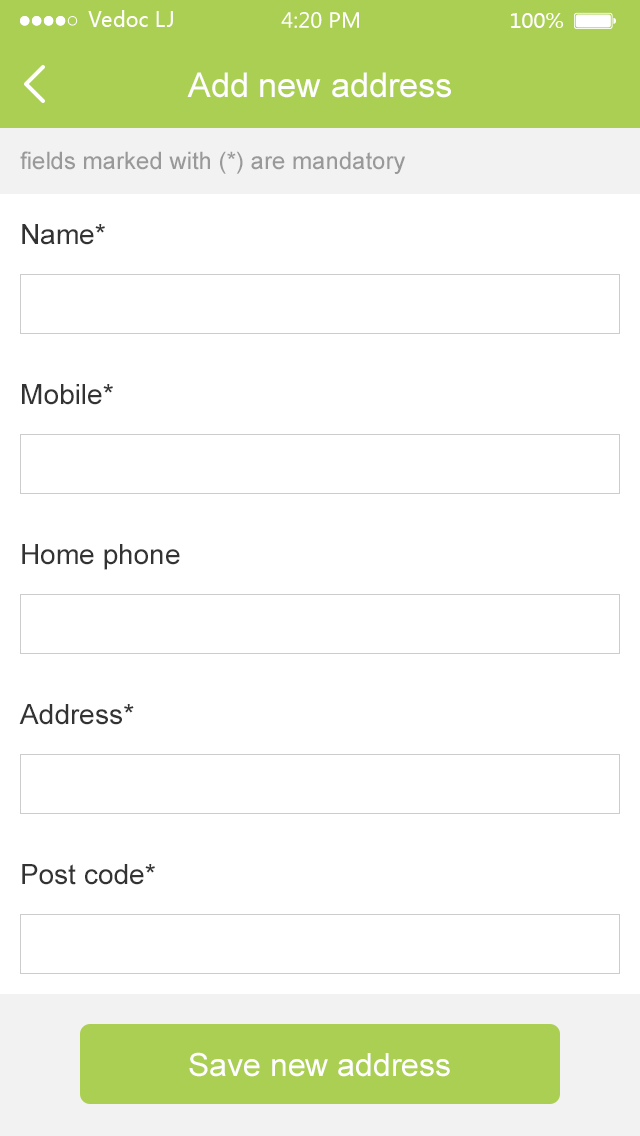 Vedoc LJ 4:20 PM 100%
Add new address
fields marked with (*) are mandatory
Name*
Mobile*
Home phone
Address*
Post code*
Save new address